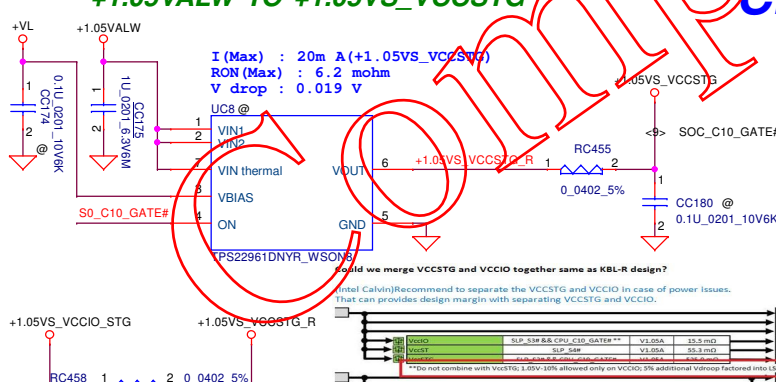 +1.05VALW TO +1.05VS_VCCSTG
+VL
+1.05VALW
I(Max) : 20m A(+1.05VS_VCCSTG)
RON(Max) : 6.2 mohm
V drop : 0.019 V
+1.05VS_VCCSTG
UC8 @
1
2
CC174
0.1U_0201_10V6K
@
1
2
CC175
1U_0201_6.3V6M
1 VIN1
2 VIN2
7 VIN thermal
3 VBIAS
4 ON
VOUT 6
GND 5
S0_C10_GATE#
TPS22961DNYR_WSON8
+1.05VS_VCCSTG_R
1
RC455
2
0_0402_5%
<9> SOC_C10_GATE#
1
CC180 @
0.1U_0201_10V6K
2
Could we merge VCCSTG and VCCIO together same as KBL-R design?
(Intel Calvin)Recommend to separate the VCCSTG and VCCIO in case of power issues.
That can provides design margin with separating VCCSTG and VCCIO.
VccIO SLP_S3# && CPU_C10_GATE# ** V1.05A 15.5 mΩ
VccST SLP_S4# V1.05A 55.3 mΩ
VccSTG SLP_S3# && CPU_C10_GATE# V1.05A
**Do not combine with VccSTG; 1.05V-10% allowed only on VCCIO; 5% additional Vdroop factored into
+1.05VS_VCCIO_STG
+1.05VS_VCCSTG_R
RC458 1 2 0_0402_5%